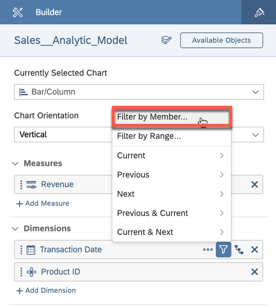 Builder
Sales__Analytic_Model
Available Objects
Currently Selected Chart
Bar/Column
Chart Orientation
Vertical
Filter by Member...
Filter by Range...
Current
Previous
Next
Previous & Current
Current & Next
Measures
Revenue
+ Add Measure
Dimensions
Transaction Date
Product ID
+ Add Dimension